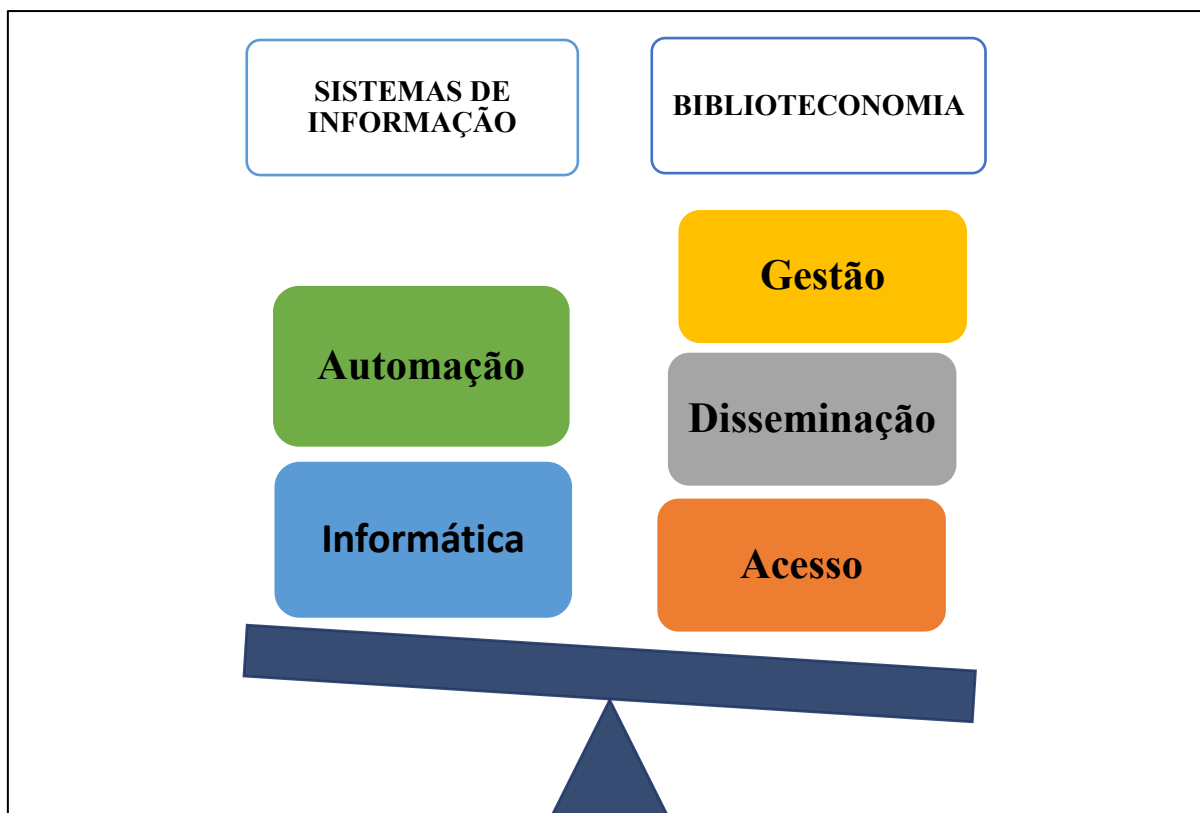 SISTEMAS DE
INFORMAÇÃO
BIBLIOTECONOMIA
Automação
Informática
Gestão
Disseminação
Acesso